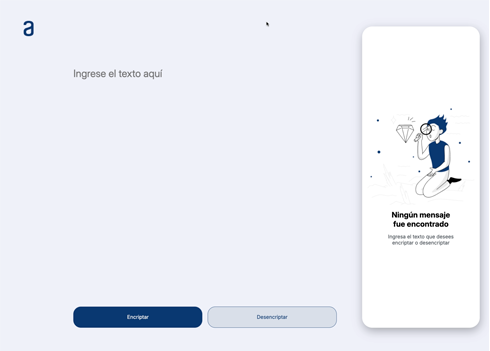 a
Ingrese el texto aquí
Encriptar
Desencriptar
Ningún mensaje
fue encontrado
Ingresa el texto que desees
encriptar o desencriptar